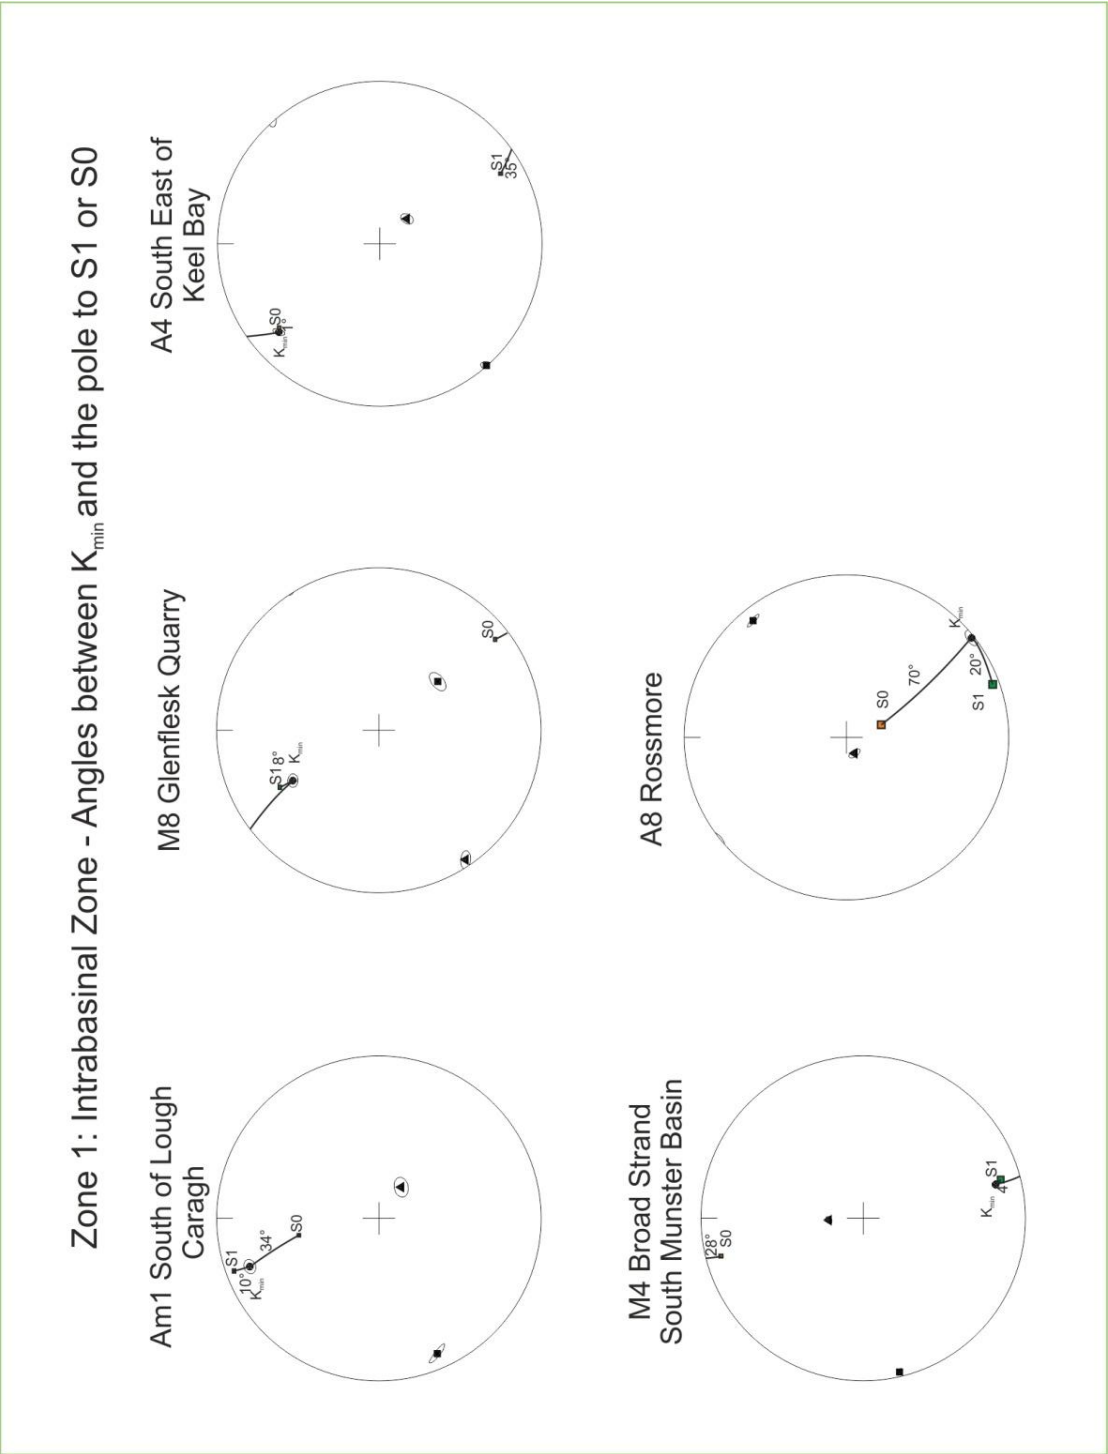 Zone 1: Intrabasinal Zone - Angles between Kmin and the pole to S1 or S0
Am1 South of Lough
Caragh
S1
10°
Kmin
34°
S0
M8 Glenflesk Quarry
S1
8°
Kmin
S0
A4 South East of
Keel Bay
S0
Kmin
1°
S1
35°
M4 Broad Strand
South Munster Basin
28°
S0
Kmin
S1
4°
A8 Rossmore
S0
70°
Kmin
20°
S1